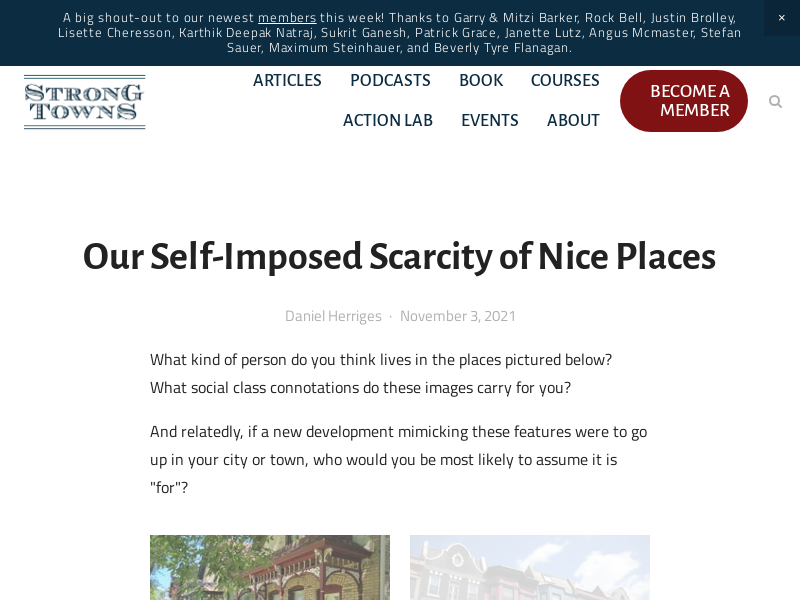 A big shout-out to our newest members this week! Thanks to Garry & Mitzi Barker, Rock Bell, Justin Brolley,
Lisette Cheresson, Karthik Deepak Natraj, Sukrit Ganesh, Patrick Grace, Janette Lutz, Angus Mcmaster, Stefan
Sauer, Maximum Steinhauer, and Beverly Tyre Flanagan.
×
STRONG
TOWNS
ARTICLES PODCASTS BOOK COURSES
ACTION LAB EVENTS ABOUT
BECOME A
MEMBER
Our Self-Imposed Scarcity of Nice Places
Daniel Herriges · November 3, 2021
What kind of person do you think lives in the places pictured below?
What social class connotations do these images carry for you?
And relatedly, if a new development mimicking these features were to go
up in your city or town, who would you be most likely to assume it is
"for"?